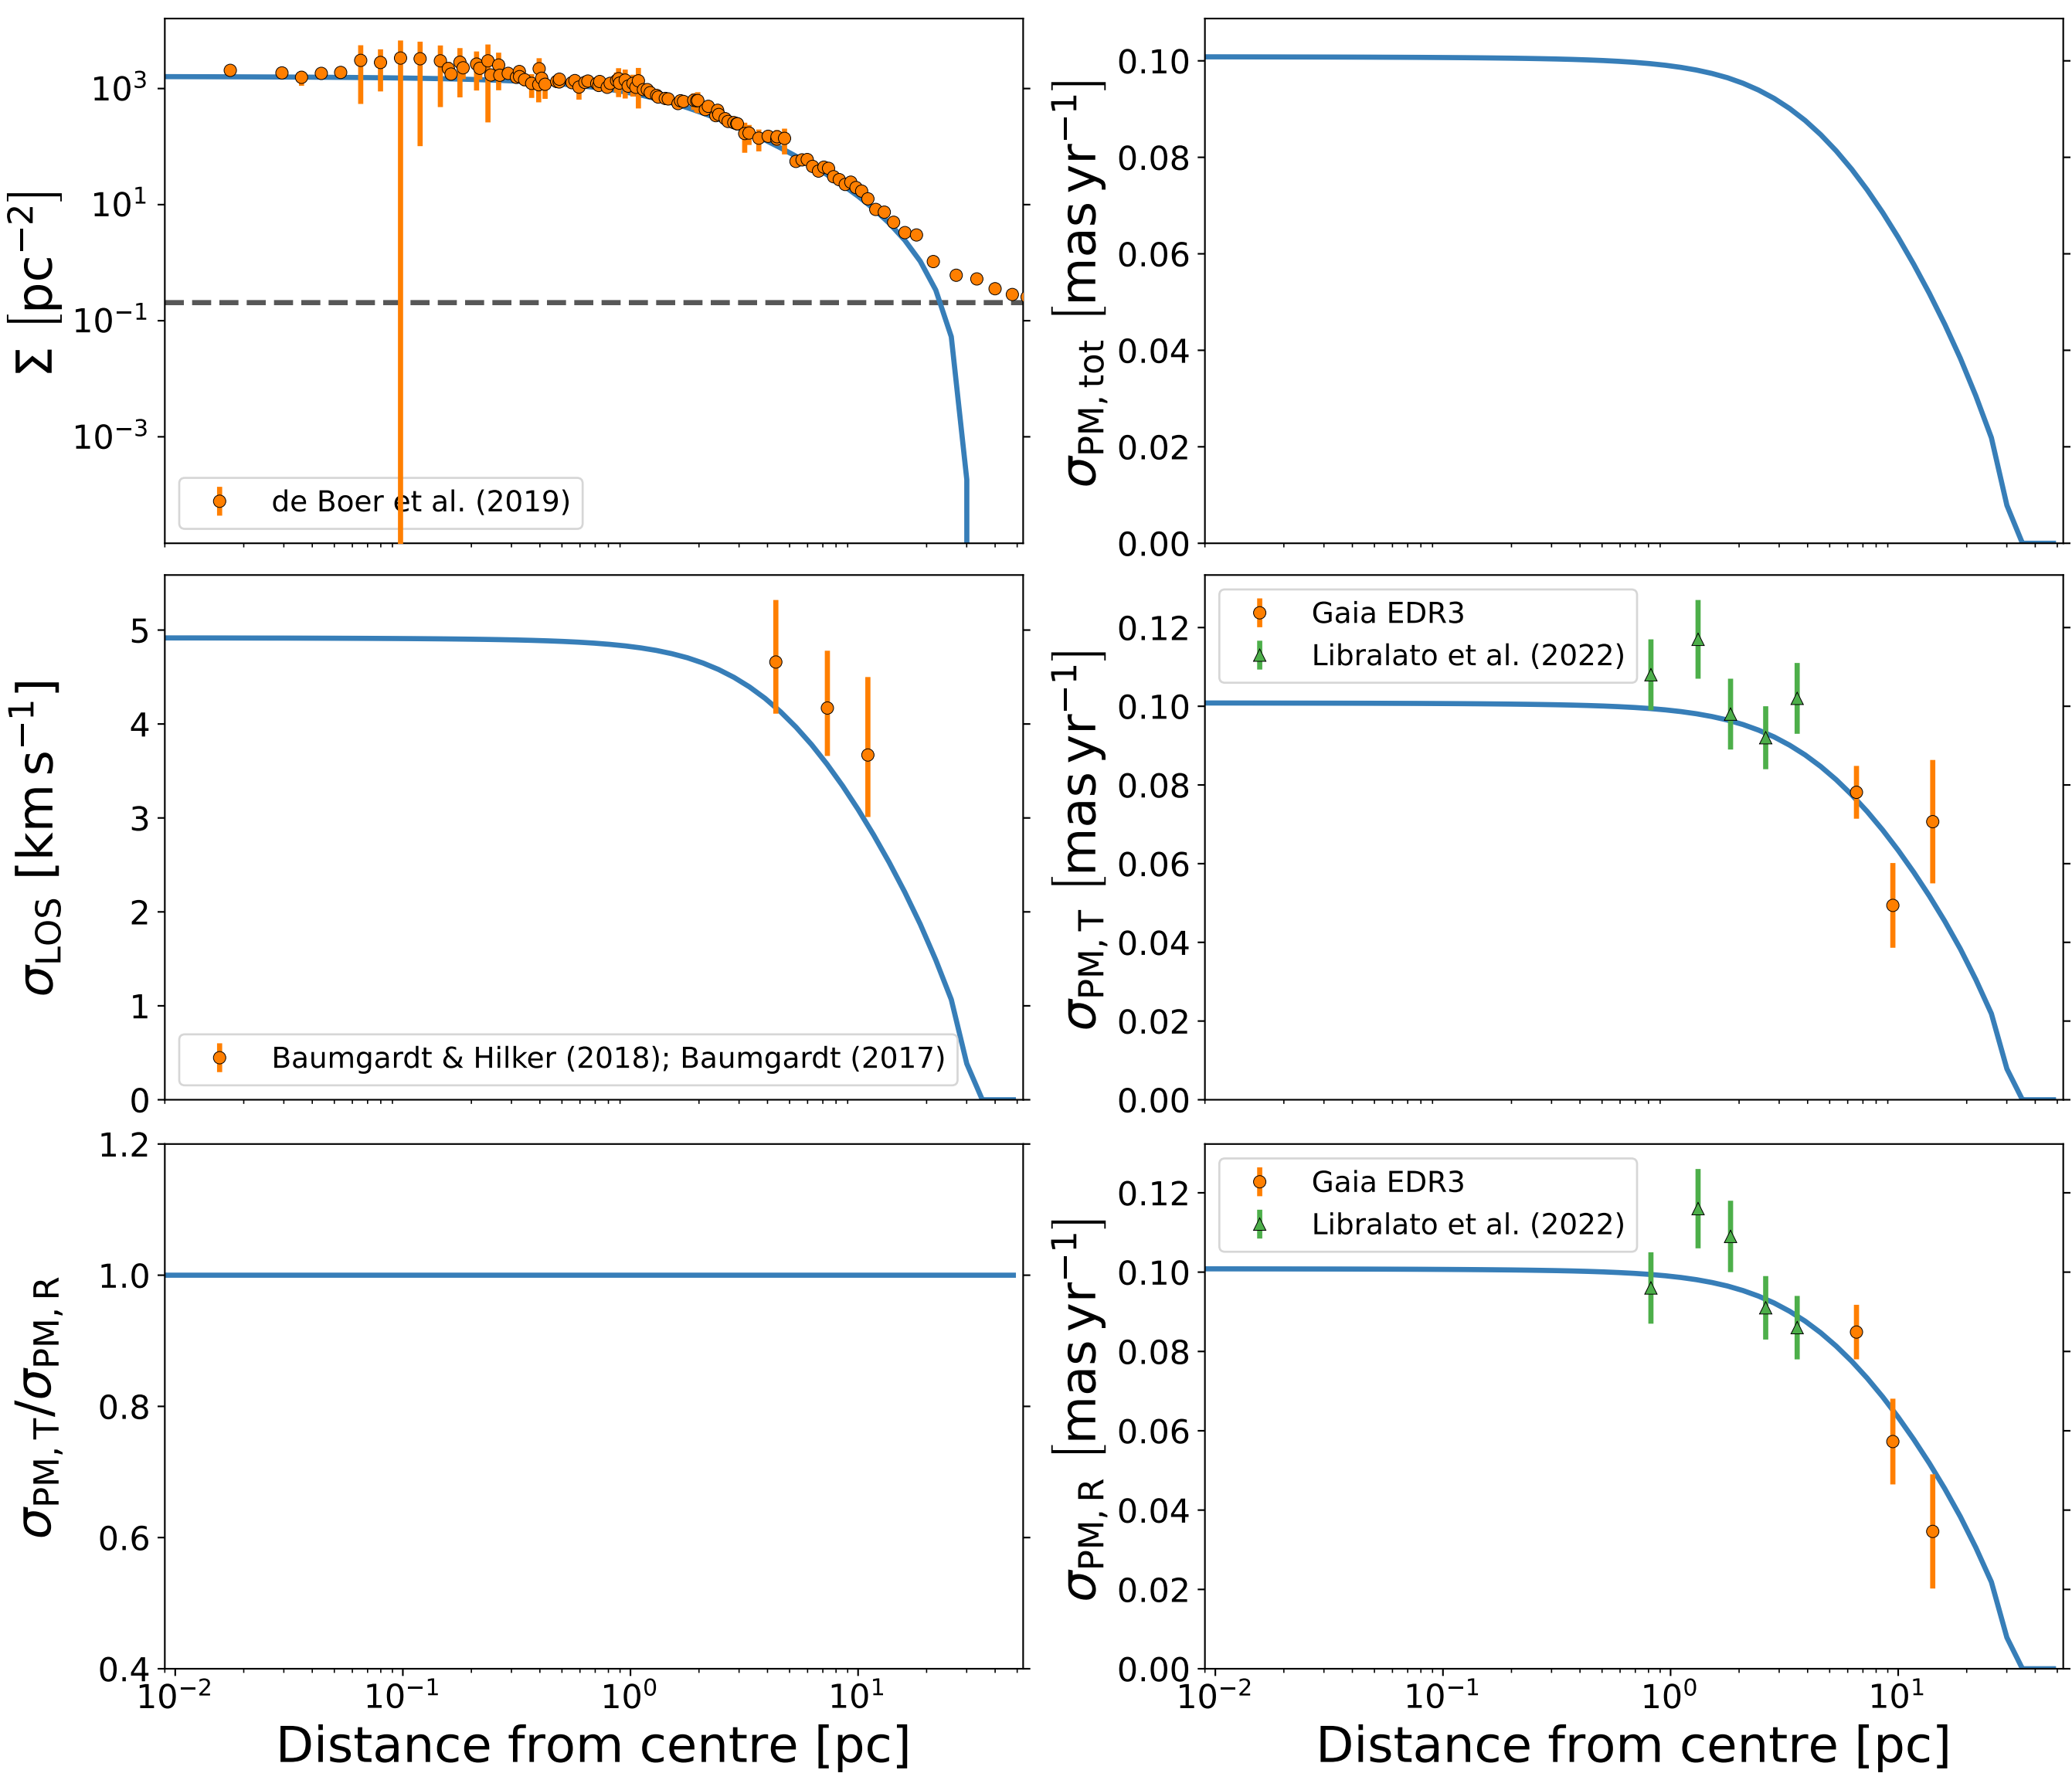 Σ [pc⁻²]
10³
10¹
10⁻¹
10⁻³
de Boer et al. (2019)
σPM, tot [mas yr⁻¹]
0.10
0.08
0.06
0.04
0.02
0.00
σLOS [km s⁻¹]
5
4
3
2
1
0
Baumgardt & Hilker (2018); Baumgardt (2017)
σPM, T [mas yr⁻¹]
0.12
0.10
0.08
0.06
0.04
0.02
0.00
Gaia EDR3
Libralato et al. (2022)
σPM, T/σPM, R
1.2
1.0
0.8
0.6
0.4
10⁻² 10⁻¹ 10⁰ 10¹
Distance from centre [pc]
σPM, R [mas yr⁻¹]
0.12
0.10
0.08
0.06
0.04
0.02
0.00
Gaia EDR3
Libralato et al. (2022)
10⁻² 10⁻¹ 10⁰ 10¹
Distance from centre [pc]